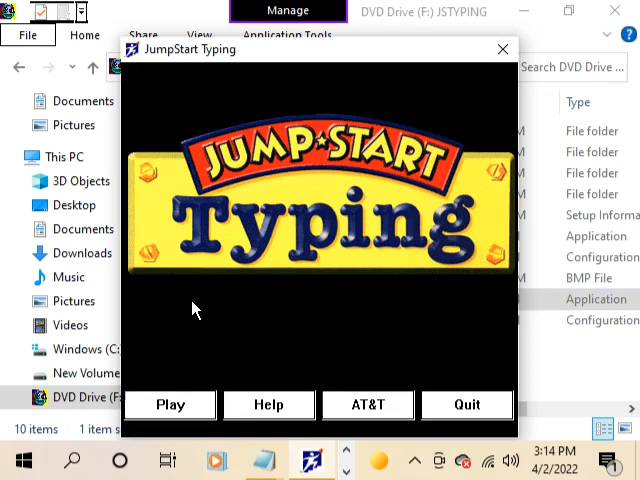 Manage
DVD Drive (F:) JSTYPING
File
Home
Share
View
Application Tools
JumpStart Typing
Search DVD Drive ...
Documents
Pictures
This PC
3D Objects
Desktop
Documents
Downloads
Music
Pictures
Videos
Windows (C:
New Volume
DVD Drive (F:
Type
File folder
File folder
File folder
File folder
Setup Informa
Application
Configuration
BMP File
Application
Configuration
JUMPSTART
Typing
Play
Help
AT&T
Quit
10 items
1 item s
3:14 PM
4/2/2022
1